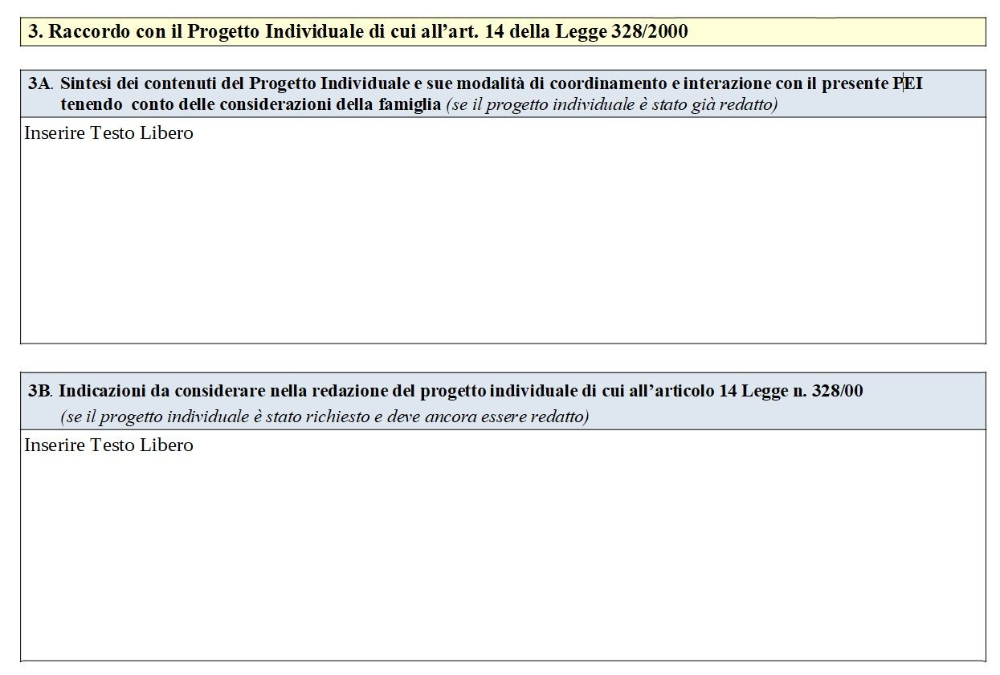 3. Raccordo con il Progetto Individuale di cui all’art. 14 della Legge 328/2000
3A. Sintesi dei contenuti del Progetto Individuale e sue modalità di coordinamento e interazione con il presente PEI
tenendo conto delle considerazioni della famiglia (se il progetto individuale è stato già redatto)
Inserire Testo Libero
3B. Indicazioni da considerare nella redazione del progetto individuale di cui all’articolo 14 Legge n. 328/00
(se il progetto individuale è stato richiesto e deve ancora essere redatto)
Inserire Testo Libero